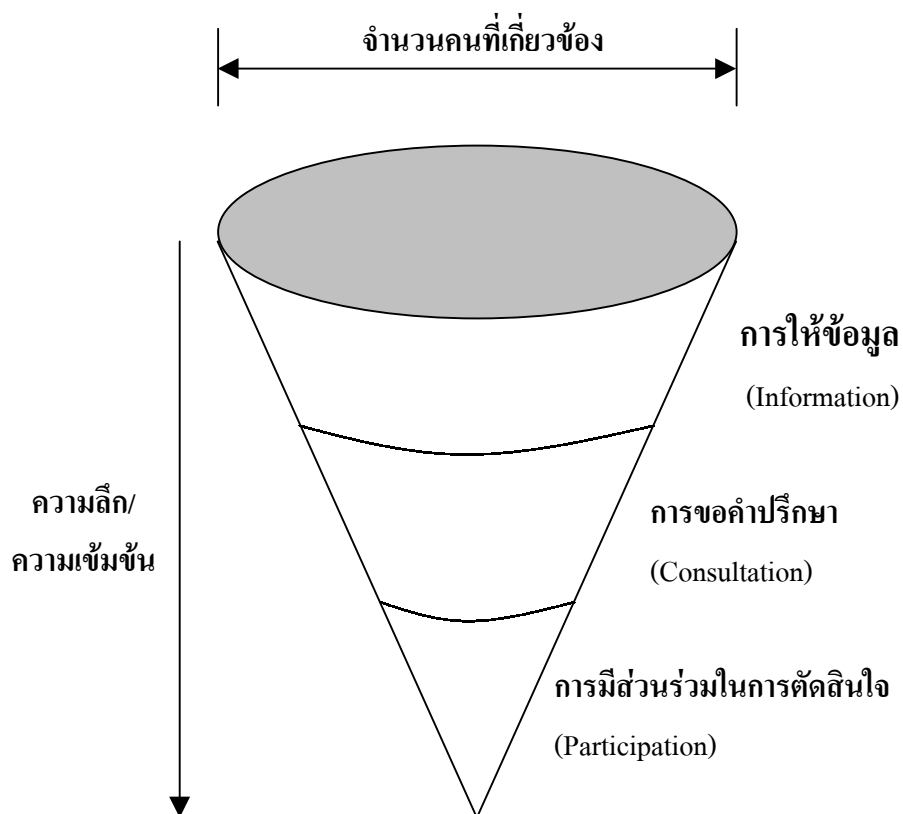 จำนวนคนที่เกี่ยวข้อง
การให้ข้อมูล
(Information)
ความลึก/
ความเข้มข้น
การขอคำปรึกษา
(Consultation)
การมีส่วนร่วมในการตัดสินใจ
(Participation)